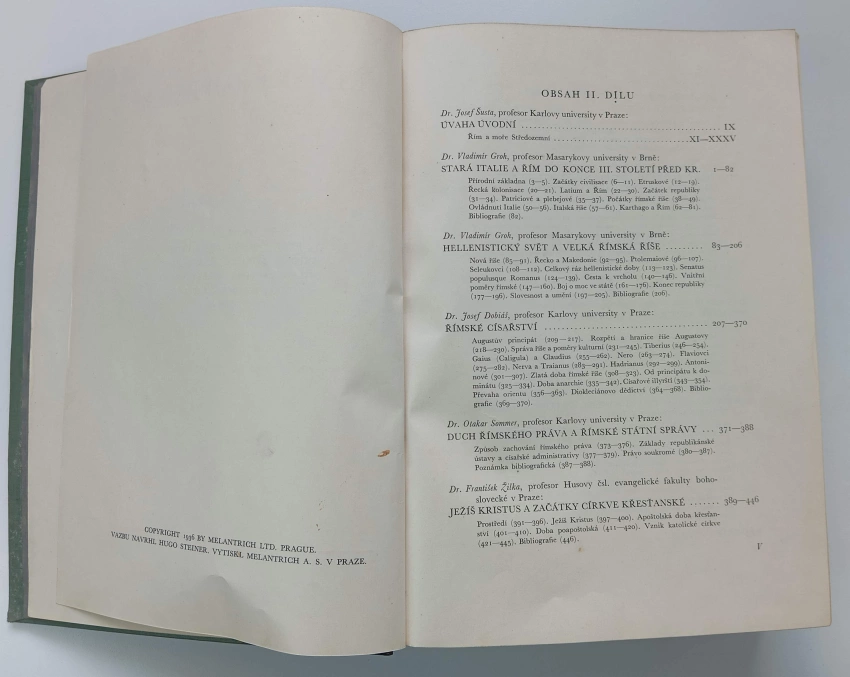 COPYRIGHT 1936 BY MELANTRICH LTD. PRAGUE.
VAZBU NAVRHL HUGO STEINER. VYTISKL MELANTRICH A. S. V PRAZE.
OBSAH II. DÍLU
Dr. Josef Šusta, profesor Karlovy university v Praze:
ÚVAHA ÚVODNÍ ... IX
Řím a moře Středozemní ... XI—XXXV
Dr. Vladimír Groh, profesor Masarykovy university v Brně:
STARÁ ITALIE A ŘÍM DO KONCE III. STOLETÍ PŘED KR. 1—82
Přírodní základna (3—5). Začátky civilisace (6—11). Etruskové (12—19).
Řecká kolonisace (20—21). Latium a Řím (22—30). Začátek republiky
(31—34). Patriciové a plebejové (35—37). Počátky římské říše (38—49).
Ovládnutí Italie (50—56). Italská říše (57—61). Karthago a Řím (62—81).
Bibliografie (82).
Dr. Vladimír Groh, profesor Masarykovy university v Brně:
HELLENISTICKÝ SVĚT A VELKÁ ŘÍMSKÁ ŘÍŠE ... 83—206
Nová říše (85—91). Řecko a Makedonie (92—95). Ptolemaiové (96—107).
Seleukovci (108—112). Celkový ráz hellenistické doby (113—123). Senatus
populusque Romanus (124—139). Cesta k vrcholu (140—146). Vnitřní
poměry římské (147—160). Boj o moc ve státě (161—176). Konec republiky
(177—196). Slovesnost a umění (197—205). Bibliografie (206).
Dr. Josef Dobiáš, profesor Karlovy university v Praze:
ŘÍMSKÉ CÍSAŘSTVÍ ... 207—370
Augustův principát (209—217). Rozpětí a hranice říše Augustovy
(218—230). Správa říše a poměry kulturní (231—245). Tiberius (246—254).
Gaius (Caligula) a Claudius (255—262). Nero (263—274). Flaviovci
(275—282). Nerva a Traianus (283—291). Hadrianus (292—299). Antoni-
nové (301—307). Zlatá doba římské říše (308—323). Od principátu k do-
minátu (325—334). Doba anarchie (335—342). Císařové illyrští (343—354).
Převaha orientu (356—363). Diokleciánovo dědictví (364—368). Biblio-
grafie (369—370).
Dr. Otakar Sommer, profesor Karlovy university v Praze:
DUCH ŘÍMSKÉHO PRÁVA A ŘÍMSKÉ STÁTNÍ SPRÁVY ... 371—388
Způsob zachování římského práva (373—376). Základy republikánské
ústavy a císařské administrativy (377—379). Právo soukromé (380—387).
Poznámka bibliografická (387—388).
Dr. František Žilka, profesor Husovy čsl. evangelické fakulty boho-
slovecké v Praze:
JEŽÍŠ KRISTUS A ZAČÁTKY CÍRKVE KŘESŤANSKÉ ... 389—446
Prostředí (391—396). Ježíš Kristus (397—400). Apoštolská doba křesťan-
ství (401—410). Doba poapoštolská (411—420). Vznik katolické církve
(421—445). Bibliografie (446).
V